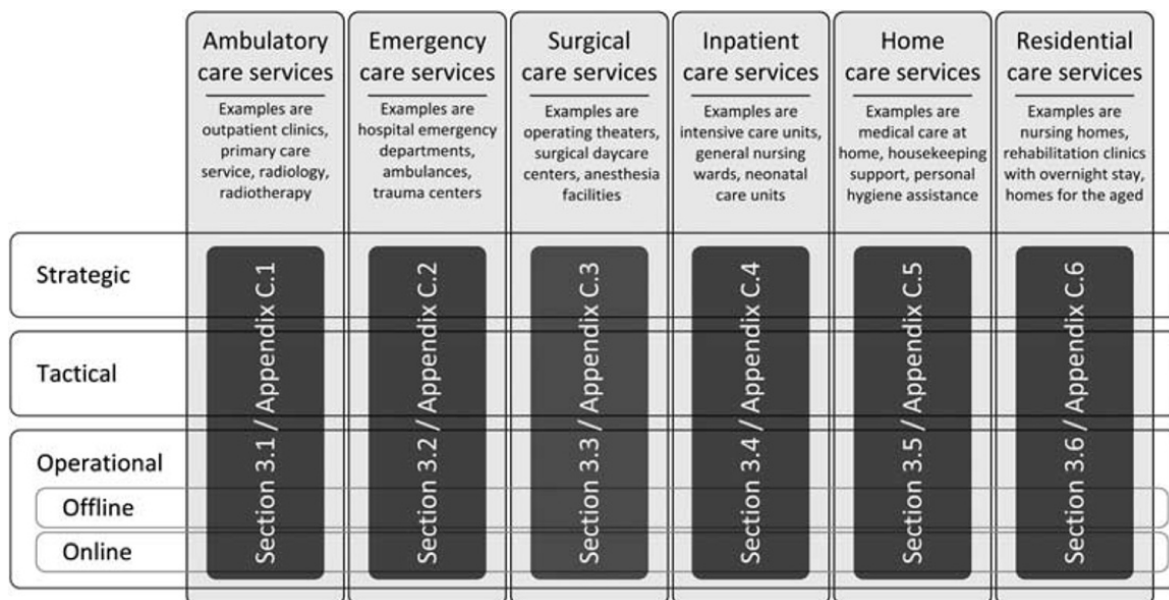 Ambulatory
care services
Examples are
outpatient clinics,
primary care
service, radiology,
radiotherapy
Emergency
care services
Examples are
hospital emergency
departments,
ambulances,
trauma centers
Surgical
care services
Examples are
operating theaters,
surgical daycare
centers, anesthesia
facilities
Inpatient
care services
Examples are
intensive care units,
general nursing
wards, neonatal
care units
Home
care services
Examples are
medical care at
home, housekeeping
support, personal
hygiene assistance
Residential
care services
Examples are
nursing homes,
rehabilitation clinics
with overnight stay,
homes for the aged
Strategic
Tactical
Operational
Offline
Online
Section 3.1 / Appendix C.1
Section 3.2 / Appendix C.2
Section 3.3 / Appendix C.3
Section 3.4 / Appendix C.4
Section 3.5 / Appendix C.5
Section 3.6 / Appendix C.6